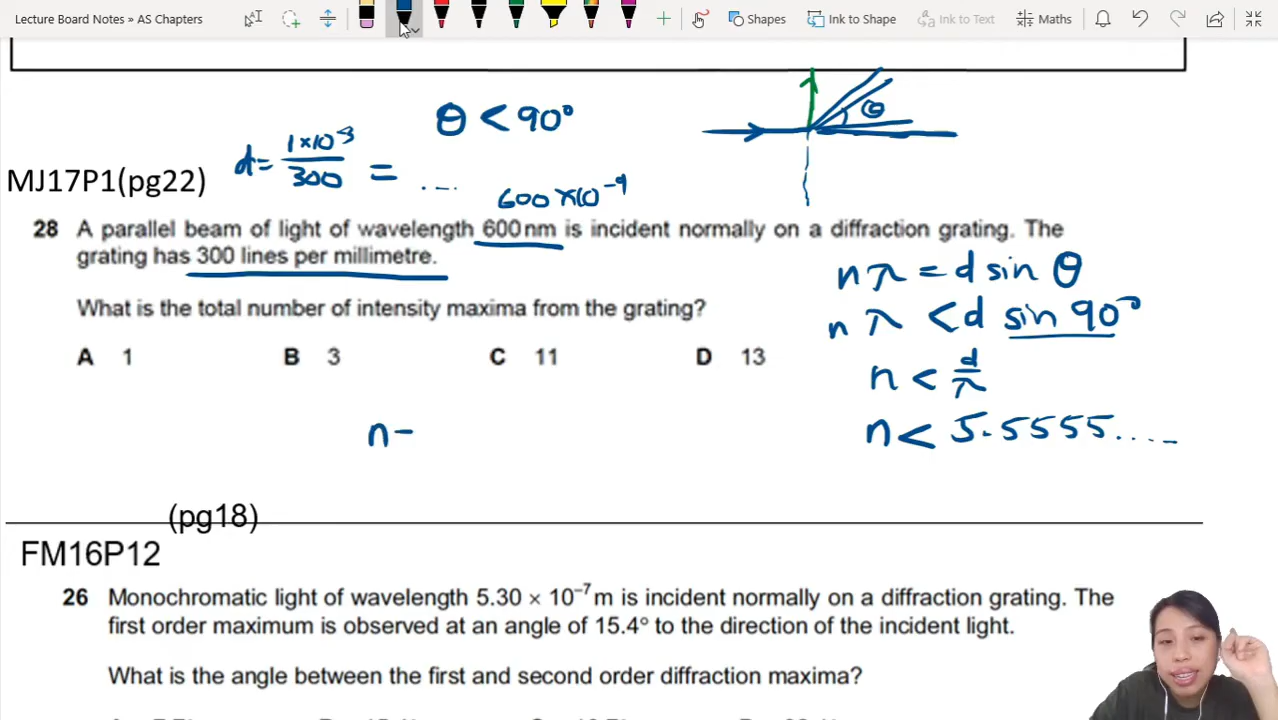 Lecture Board Notes » AS Chapters
Shapes
Ink to Shape
Ink to Text
Maths
θ < 90°
θ
d = 1×10⁻³/300 = ....
MJ17P1(pg22)
600×10⁻⁹
28 A parallel beam of light of wavelength 600 nm is incident normally on a diffraction grating. The
grating has 300 lines per millimetre.
What is the total number of intensity maxima from the grating?
A 1 B 3 C 11 D 13
nλ = d sin θ
nλ < d sin 90°
n < d/λ
n < 5.5555.....
n –
(pg18)
FM16P12
26 Monochromatic light of wavelength 5.30 × 10⁻⁷ m is incident normally on a diffraction grating. The
first order maximum is observed at an angle of 15.4° to the direction of the incident light.
What is the angle between the first and second order diffraction maxima?